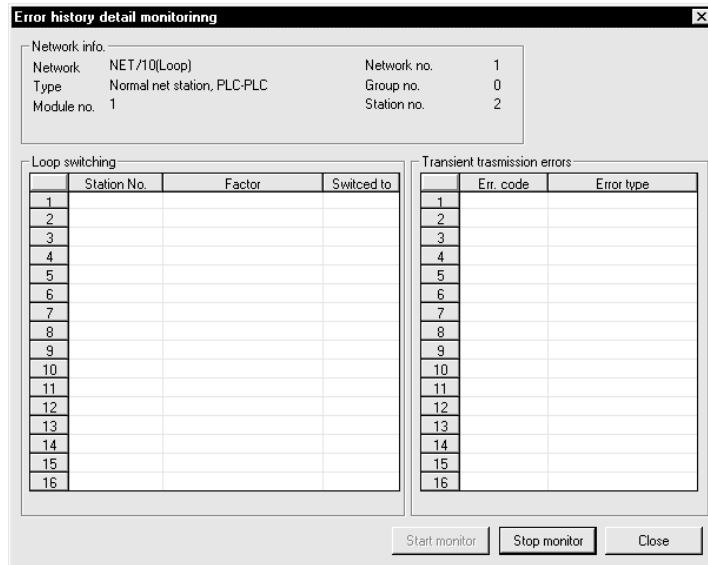 Error history detail monitorinng
Network info.
Network NET/10(Loop) Network no. 1
Type Normal net station, PLC-PLC Group no. 0
Module no. 1 Station no. 2
Loop switching Transient trasmission errors
Station No. Factor Switced to Err. code Error type
1 1
2 2
3 3
4 4
5 5
6 6
7 7
8 8
9 9
10 10
11 11
12 12
13 13
14 14
15 15
16 16
Start monitor Stop monitor Close